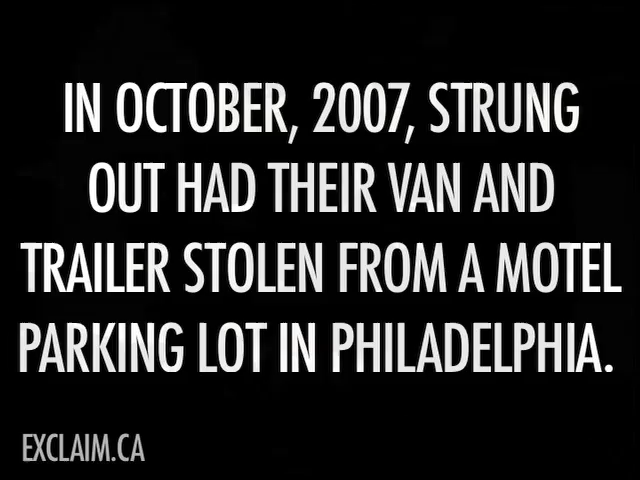 IN OCTOBER, 2007, STRUNG
OUT HAD THEIR VAN AND
TRAILER STOLEN FROM A MOTEL
PARKING LOT IN PHILADELPHIA.
EXCLAIM.CA